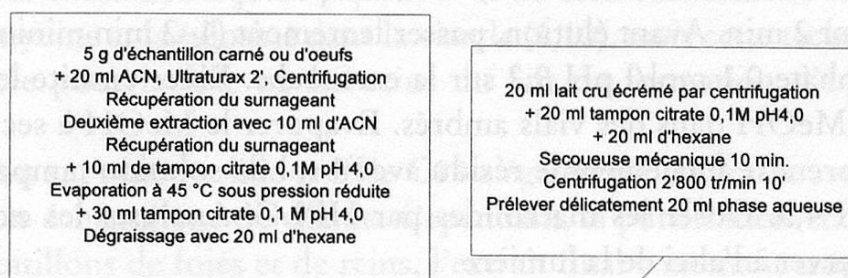 5 g d'échantillon carné ou d'oeufs
+ 20 ml ACN, Ultraturax 2', Centrifugation
Récupération du surnageant
Deuxième extraction avec 10 ml d'ACN
Récupération du surnageant
+ 10 ml de tampon citrate 0,1M pH 4,0
Evaporation à 45 °C sous pression réduite
+ 30 ml tampon citrate 0,1 M pH 4,0
Dégraissage avec 20 ml d'hexane
20 ml lait cru écrémé par centrifugation
+ 20 ml tampon citrate 0,1M pH4,0
+ 20 ml d'hexane
Secoueuse mécanique 10 min.
Centrifugation 2'800 tr/min 10'
Prélever délicatement 20 ml phase aqueuse